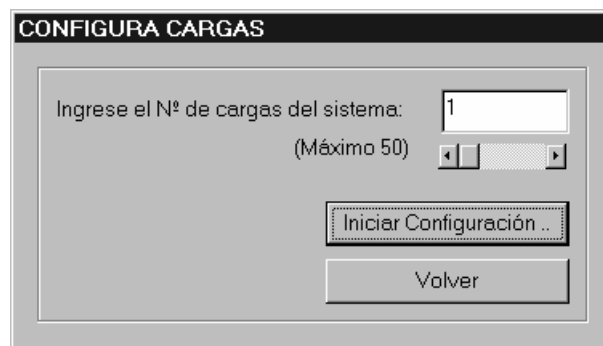 CONFIGURA CARGAS
Ingrese el Nº de cargas del sistema:
1
(Máximo 50)
Iniciar Configuración ..
Volver